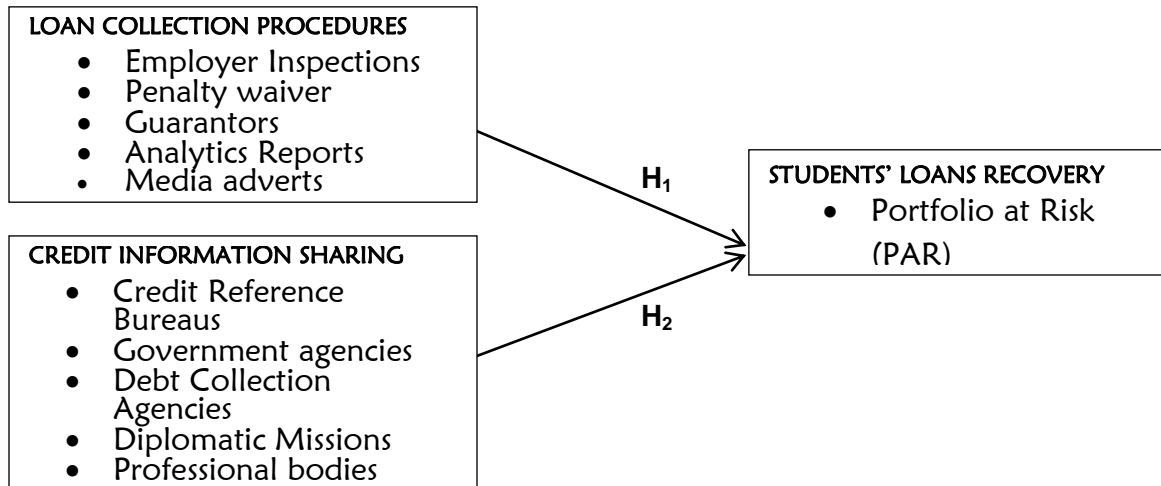 LOAN COLLECTION PROCEDURES
• Employer Inspections
• Penalty waiver
• Guarantors
• Analytics Reports
• Media adverts
H₁
STUDENTS’ LOANS RECOVERY
• Portfolio at Risk
(PAR)
CREDIT INFORMATION SHARING
• Credit Reference
Bureaus
• Government agencies
• Debt Collection
Agencies
• Diplomatic Missions
• Professional bodies
H₂